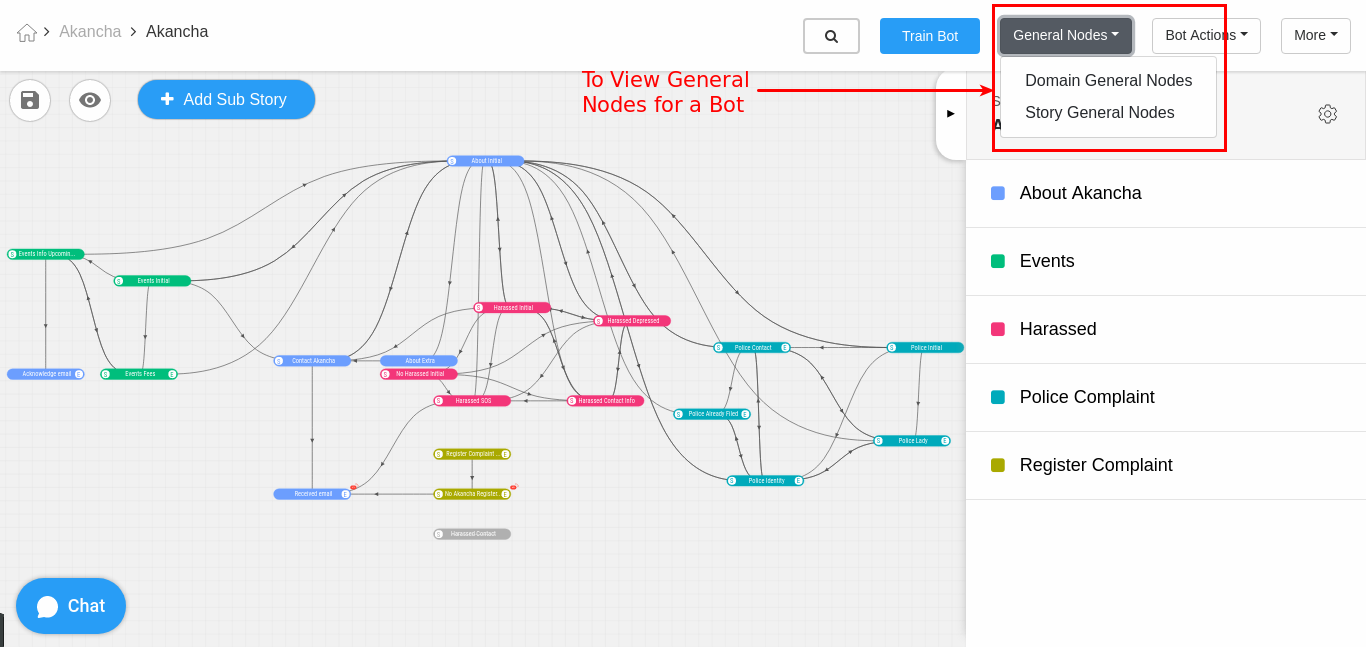 Akancha
Akancha
Train Bot
General Nodes
Bot Actions
More
Domain General Nodes
Story General Nodes
To View General
Nodes for a Bot
Add Sub Story
About Initial
Events Info Upcomin...
Events Initial
Harassed Initial
Harassed Depressed
Contact Akancha
About Extra
Police Contact
Police Initial
Acknowledge email
E
S
Events Fees
E
No Harassed Initial
Harassed SOS
Harassed Contact Info
Police Already Filed
E
Police Lady
E
Register Complaint ...
E
Police Identity
E
Received email
E
No Akancha Register...
E
Harassed Contact
About Akancha
Events
Harassed
Police Complaint
Register Complaint
Chat